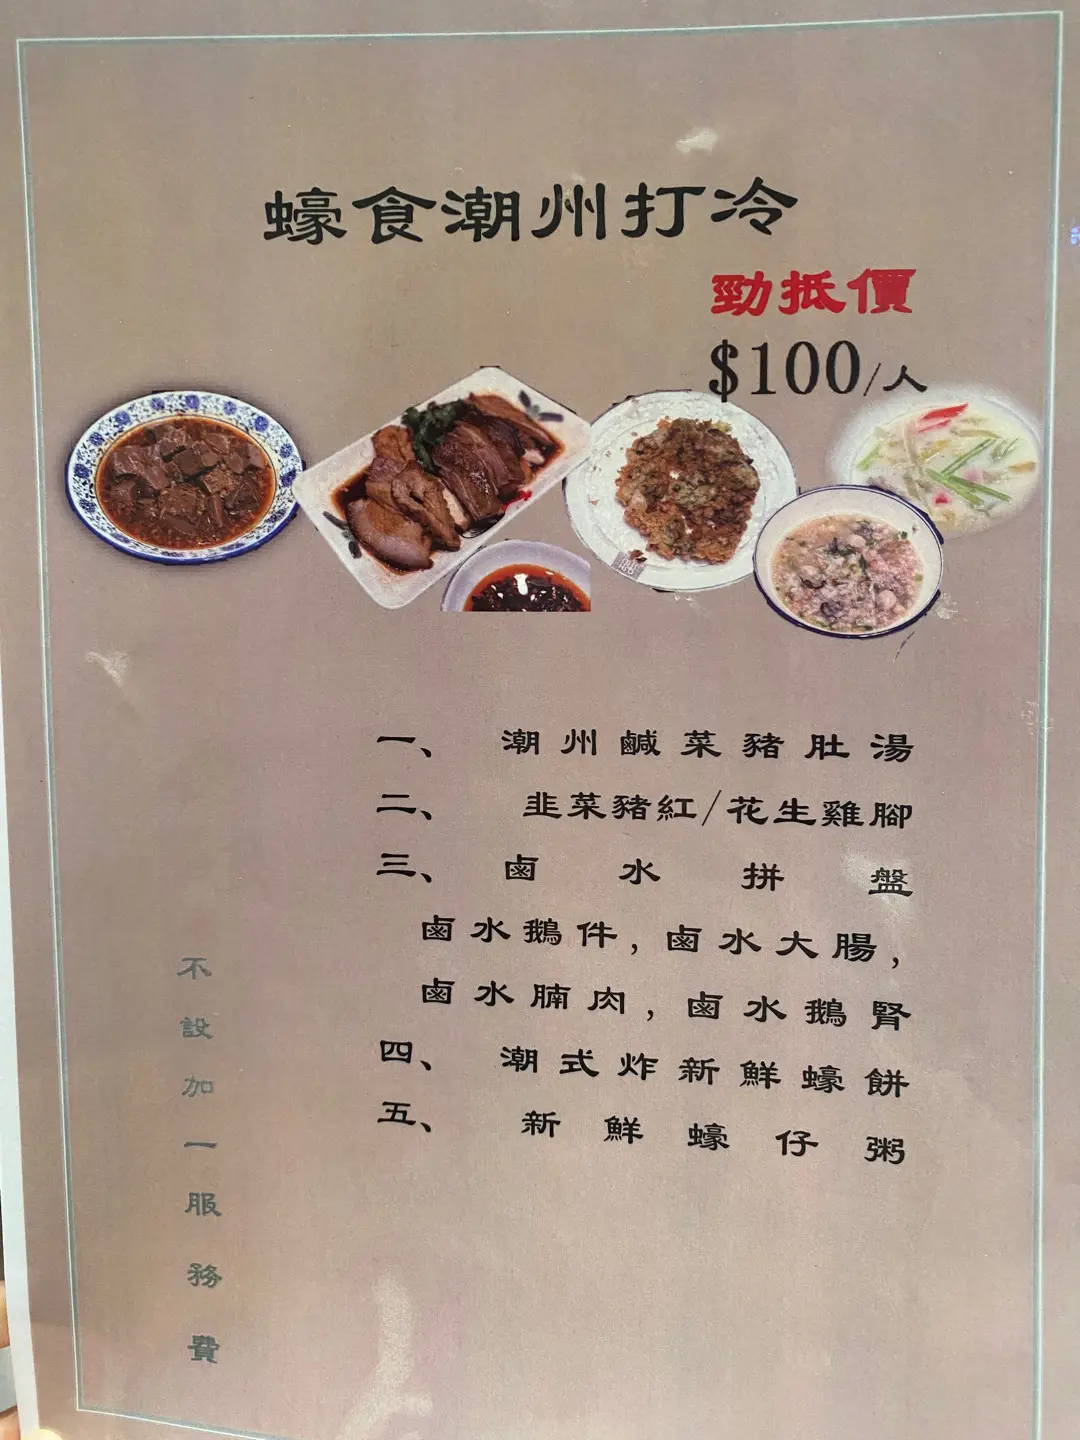 蠔食潮州打冷
勁抵價
$100/人
一、 潮州鹹菜豬肚湯
二、 韭菜豬紅/花生雞腳
三、 鹵水拼盤
鹵水鵝件，鹵水大腸，
鹵水腩肉，鹵水鵝腎
四、 潮式炸新鮮蠔餅
五、 新鮮蠔仔粥
不設加一服務費